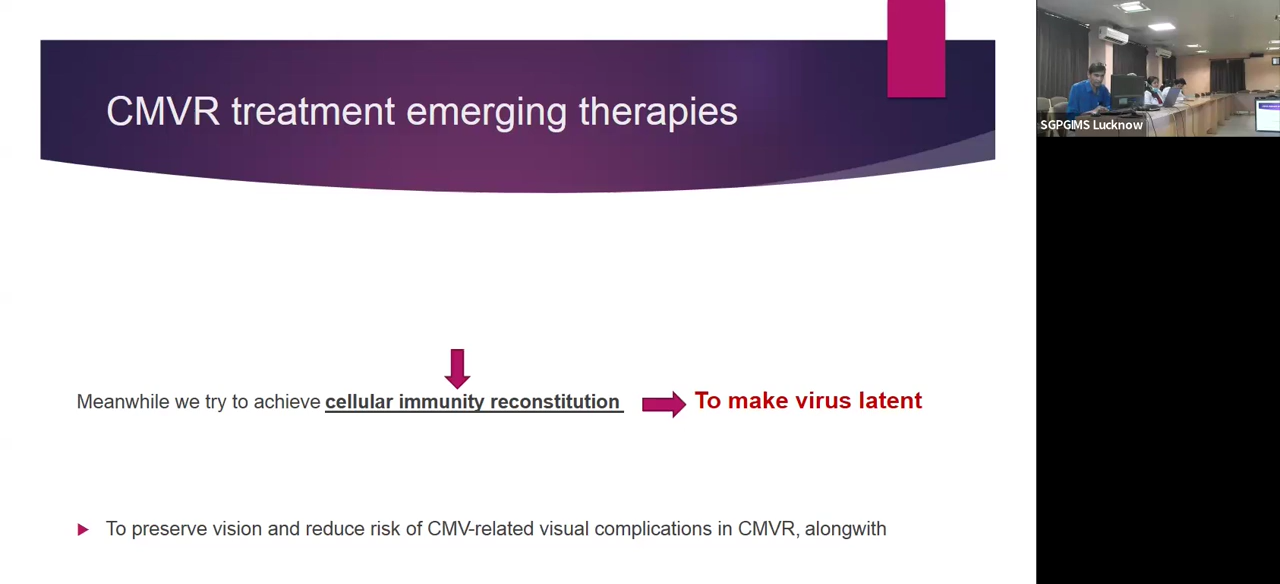 CMVR treatment emerging therapies
SGPGIMS Lucknow
Meanwhile we try to achieve cellular immunity reconstitution To make virus latent
To preserve vision and reduce risk of CMV-related visual complications in CMVR, alongwith